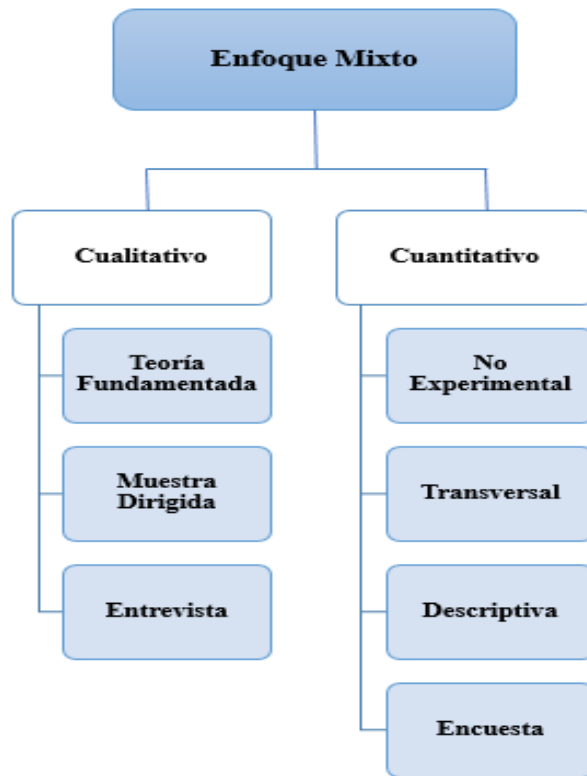 Enfoque Mixto
Cualitativo
Teoría
Fundamentada
Muestra
Dirigida
Entrevista
Cuantitativo
No
Experimental
Transversal
Descriptiva
Encuesta